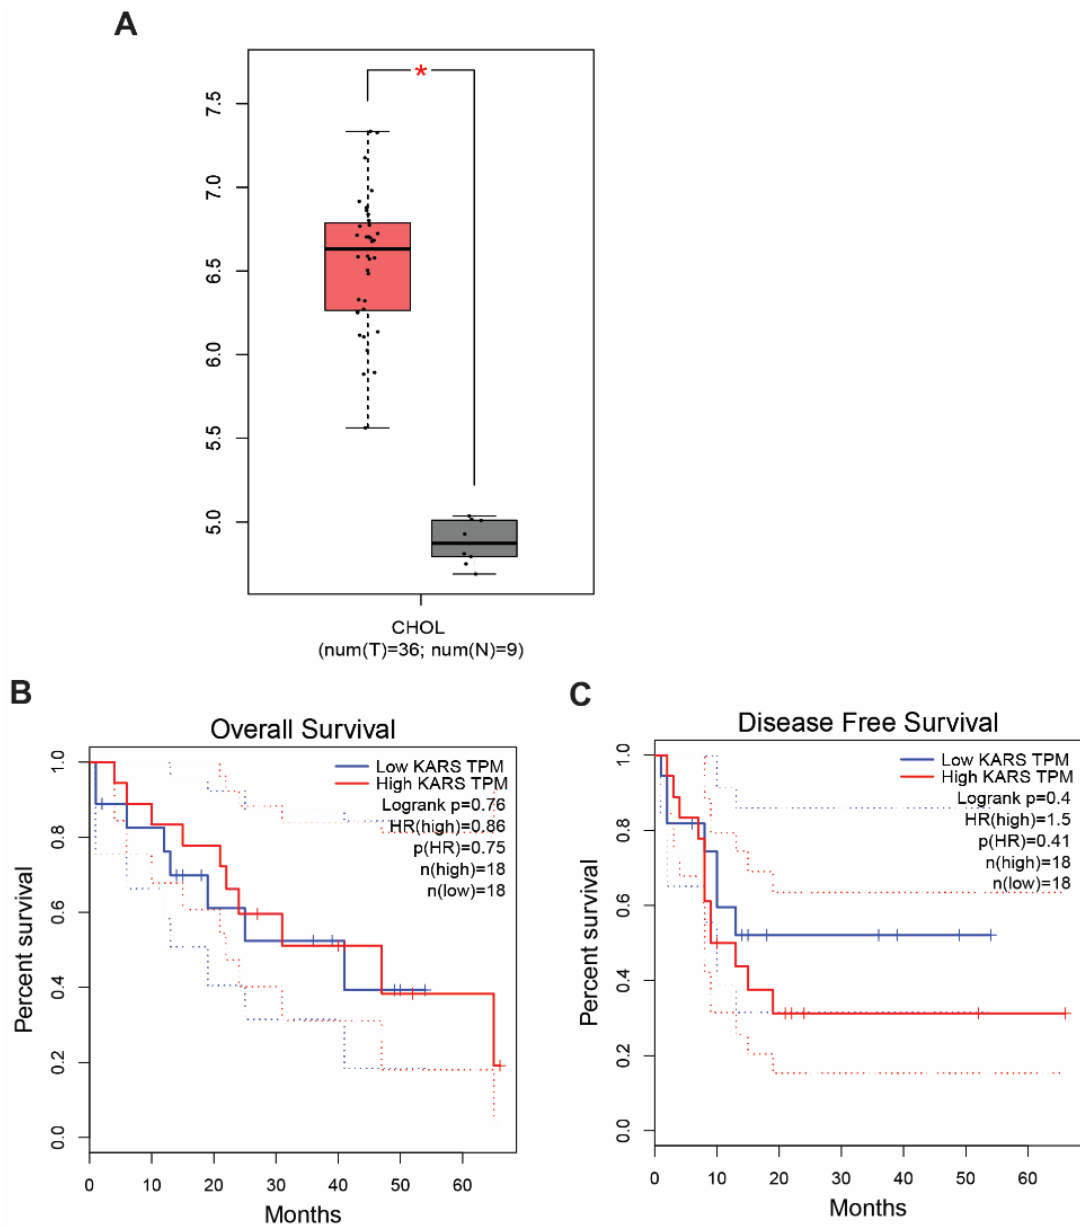 A
*
7.5
7.0
6.5
6.0
5.5
5.0
CHOL
(num(T)=36; num(N)=9)
B
Overall Survival
Low KARS TPM
High KARS TPM
Logrank p=0.76
HR(high)=0.86
p(HR)=0.75
n(high)=18
n(low)=18
Percent survival
1.0
0.8
0.6
0.4
0.2
0.0
0 10 20 30 40 50 60
Months
C
Disease Free Survival
Low KARS TPM
High KARS TPM
Logrank p=0.4
HR(high)=1.5
p(HR)=0.41
n(high)=18
n(low)=18
Percent survival
1.0
0.8
0.6
0.4
0.2
0.0
0 10 20 30 40 50 60
Months